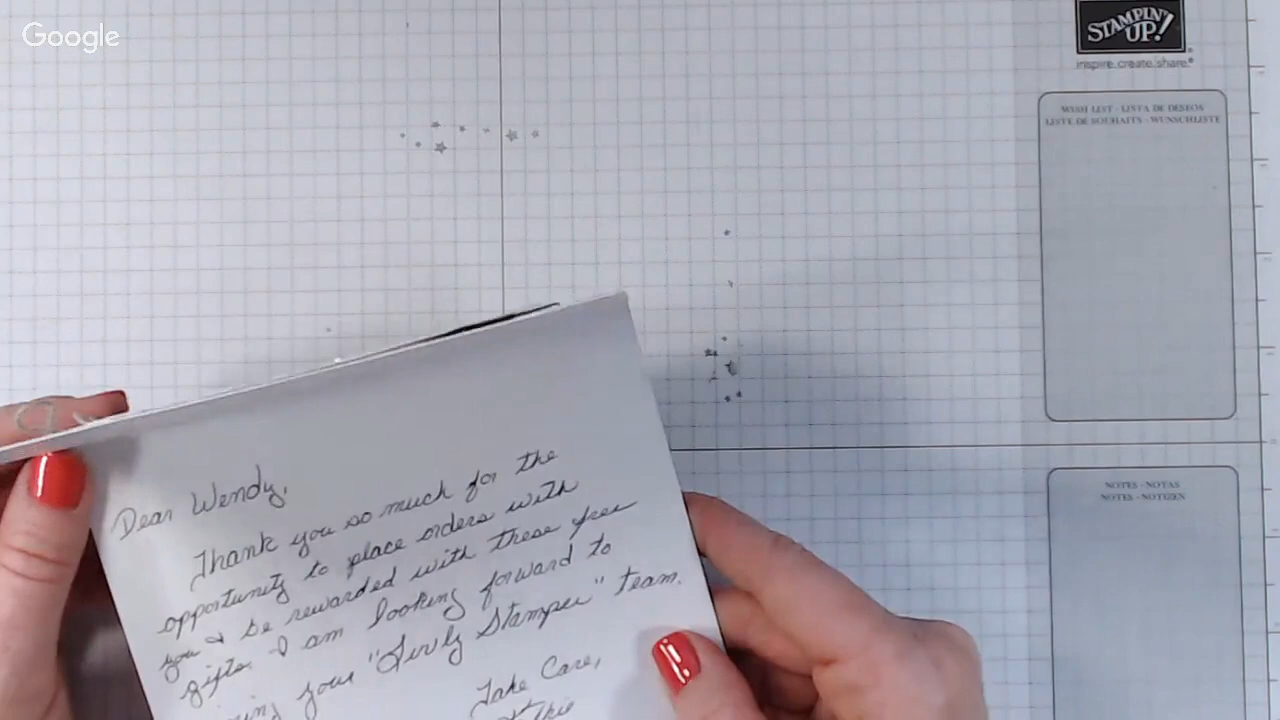 Google
STAMPIN' UP!®
inspire.create.share.®
WISH LIST - LISTA DE DESEOS
LISTE DE SOUHAITS - WUNSCHLISTE
NOTES - NOTAS
NOTES - NOTIZEN
Dear Wendy,
Thank you so much for the
opportunity to place orders with
you & be rewarded with these free
gifts. I am looking forward to
your " Stamper" team.
Take Care,